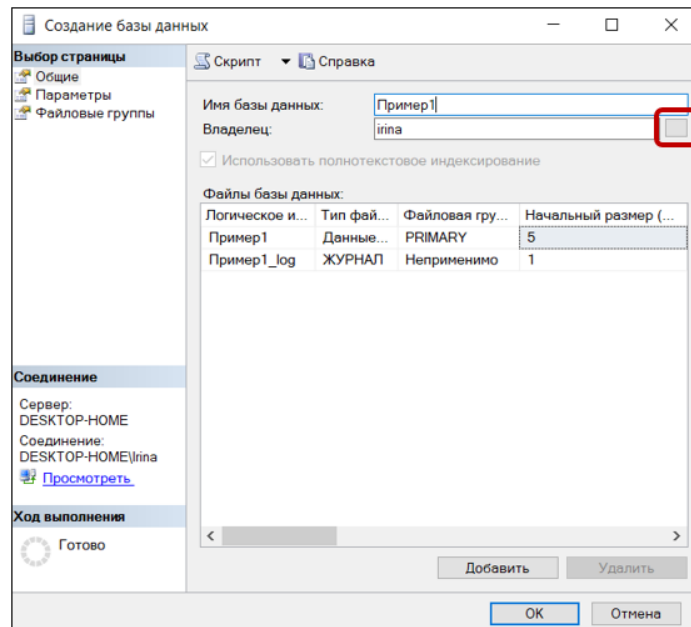 Создание базы данных
Выбор страницы
Общие
Параметры
Файловые группы
Скрипт
Справка
Имя базы данных:
Пример1
Владелец:
irina
Использовать полнотекстовое индексирование
Файлы базы данных:
Логическое и... Тип фай... Файловая гру... Начальный размер (...
Пример1 Данные... PRIMARY 5
Пример1_log ЖУРНАЛ Неприменимо 1
Соединение
Сервер:
DESKTOP-HOME
Соединение:
DESKTOP-HOME\Irina
Просмотреть
Ход выполнения
Готово
Добавить
Удалить
OK
Отмена